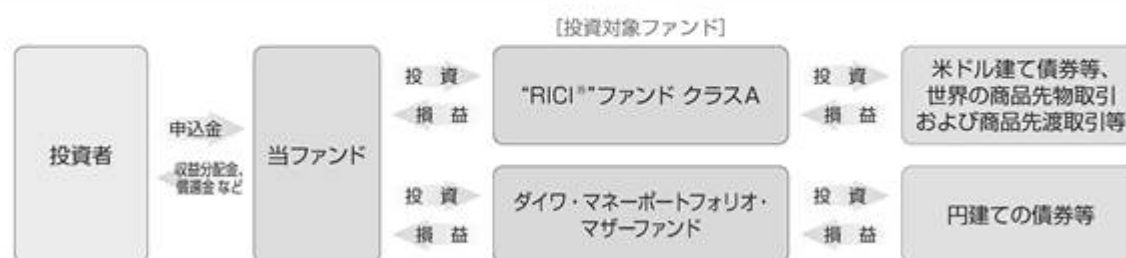 [投資対象ファンド]
投資者
申込金
収益分配金、
償還金 など
当ファンド
投 資
損 益
"RICI®"ファンド クラスA
投 資
損 益
米ドル建て債券等、
世界の商品先物取引
および商品先渡取引等
投 資
損 益
ダイワ・マネーポートフォリオ・
マザーファンド
投 資
損 益
円建ての債券等